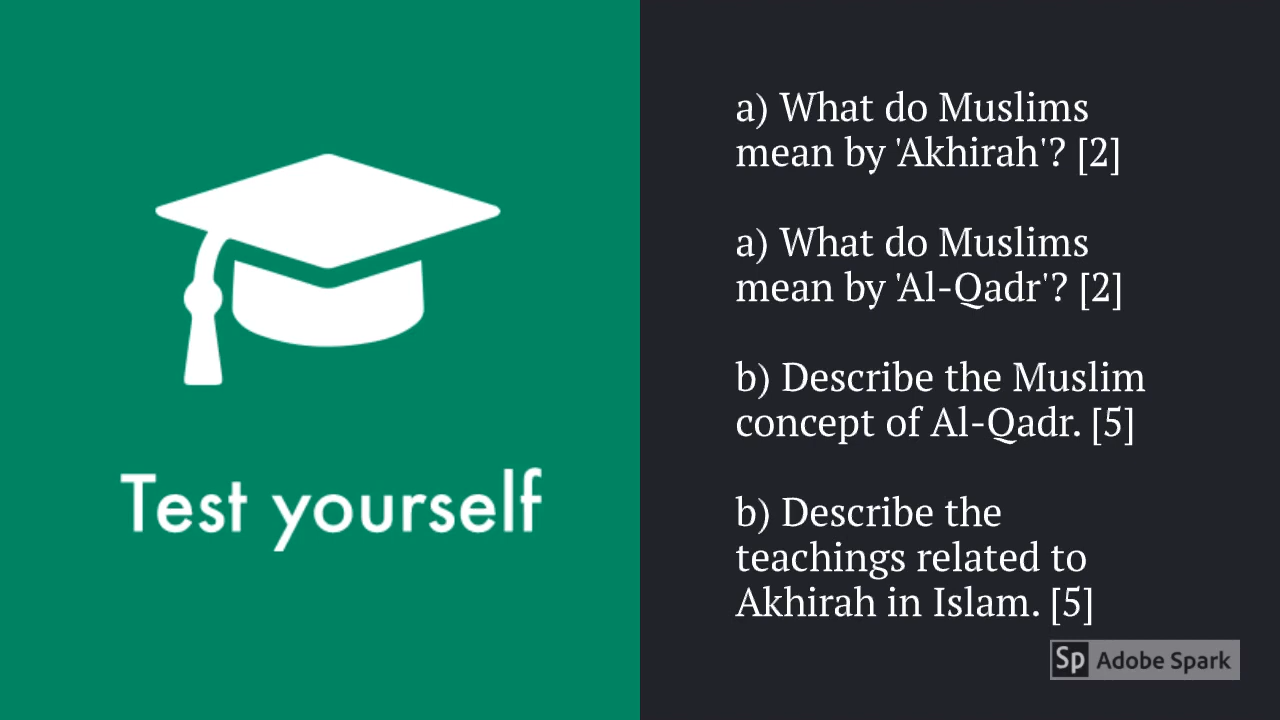 Test yourself
a) What do Muslims
mean by 'Akhirah'? [2]
a) What do Muslims
mean by 'Al-Qadr'? [2]
b) Describe the Muslim
concept of Al-Qadr. [5]
b) Describe the
teachings related to
Akhirah in Islam. [5]
Sp Adobe Spark